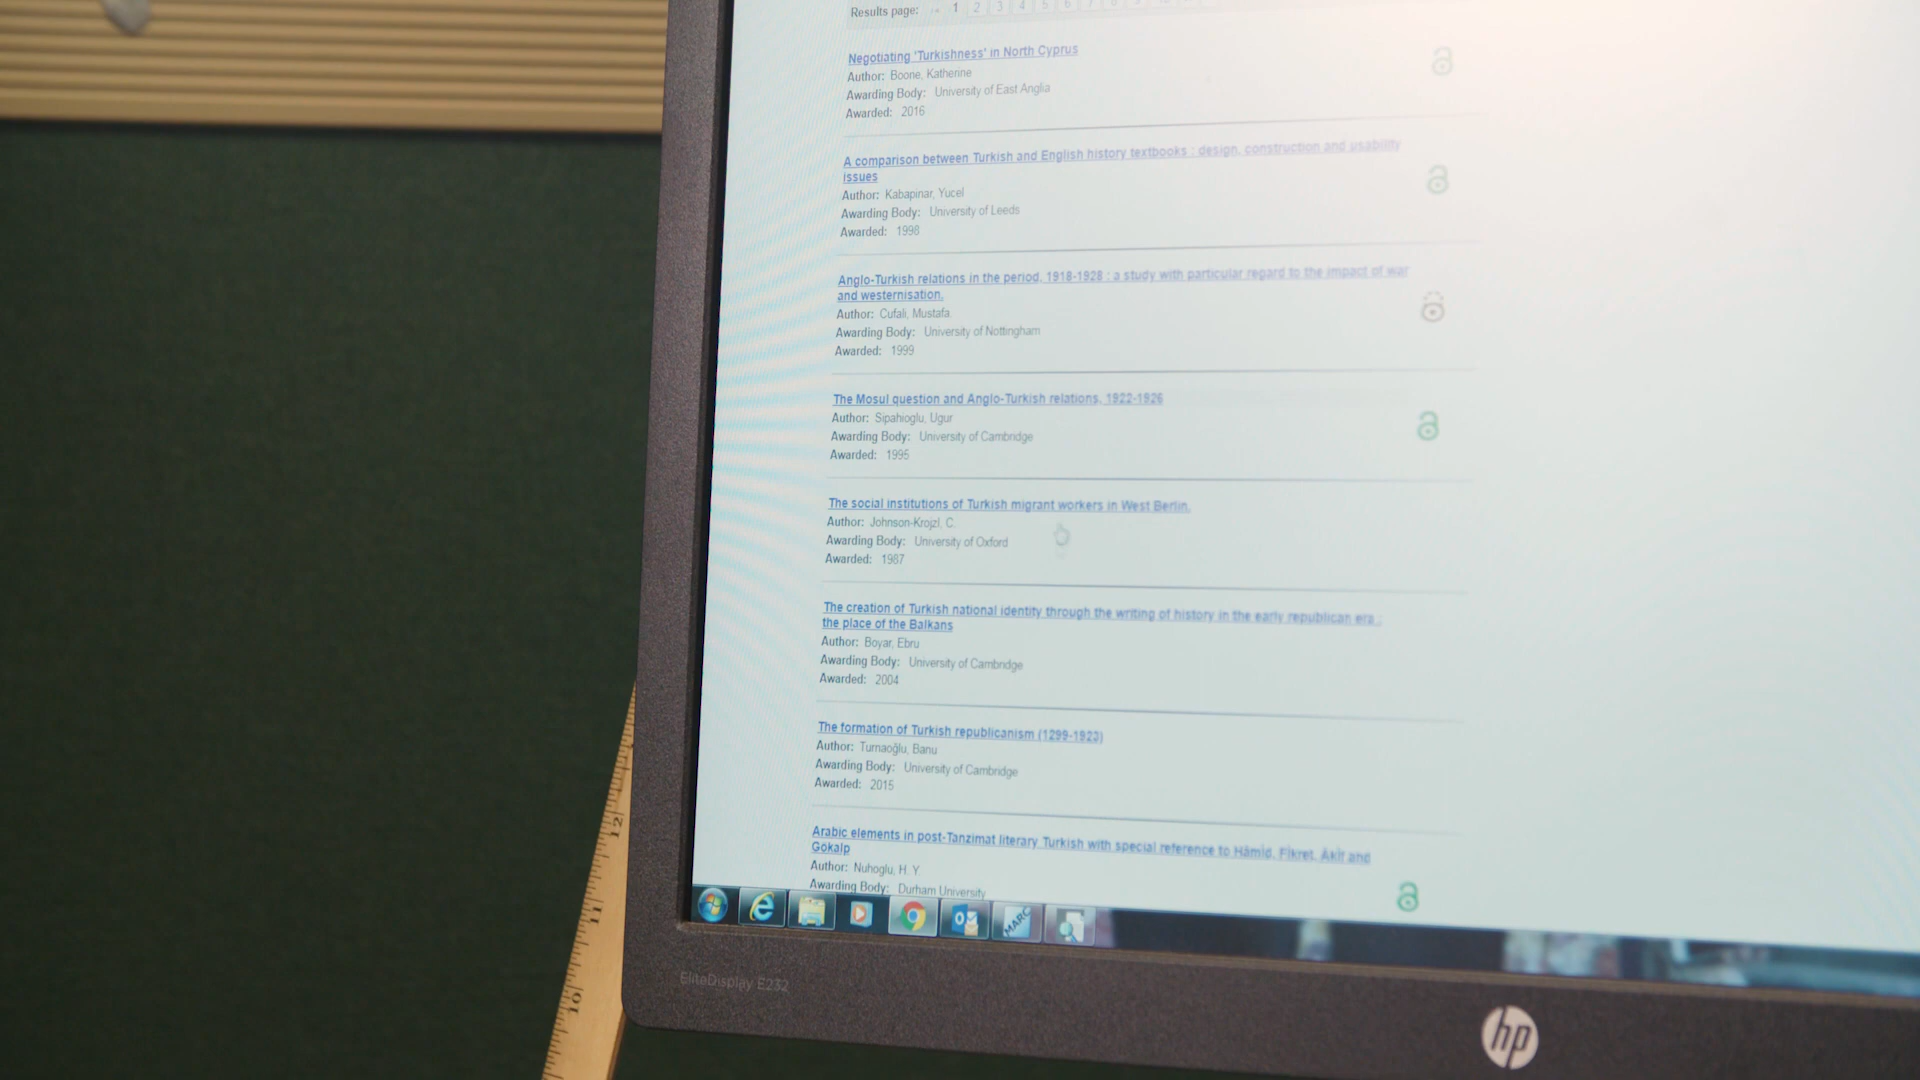 Results page: 1 2 3 4 5 6 7 8 9
Negotiating 'Turkishness' in North Cyprus
Author: Boone, Katherine
Awarding Body: University of East Anglia
Awarded: 2016
A comparison between Turkish and English history textbooks : design, construction and usability
issues
Author: Kabapinar, Yucel
Awarding Body: University of Leeds
Awarded: 1998
Anglo-Turkish relations in the period, 1918-1928 : a study with particular regard to the impact of war
and westernisation.
Author: Cufali, Mustafa.
Awarding Body: University of Nottingham
Awarded: 1999
The Mosul question and Anglo-Turkish relations, 1922-1926
Author: Sipahioglu, Ugur
Awarding Body: University of Cambridge
Awarded: 1995
The social institutions of Turkish migrant workers in West Berlin.
Author: Johnson-Krojzl, C.
Awarding Body: University of Oxford
Awarded: 1987
The creation of Turkish national identity through the writing of history in the early republican era :
the place of the Balkans
Author: Boyar, Ebru
Awarding Body: University of Cambridge
Awarded: 2004
The formation of Turkish republicanism (1299-1923)
Author: Turnaoğlu, Banu
Awarding Body: University of Cambridge
Awarded: 2015
Arabic elements in post-Tanzimat literary Turkish with special reference to Hâmid, Fikret, Âkif and
Gökalp
Author: Nuhoglu, H. Y.
Awarding Body: Durham University
MARC
EliteDisplay E232
hp
12
11
10